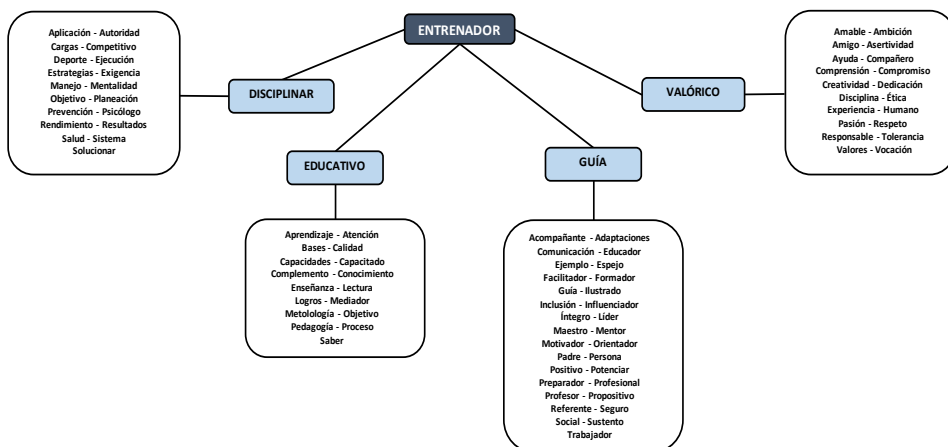 ENTRENADOR
DISCIPLINAR
Aplicación - Autoridad
Cargas - Competitivo
Deporte - Ejecución
Estrategias - Exigencia
Manejo - Mentalidad
Objetivo - Planeación
Prevención - Psicólogo
Rendimiento - Resultados
Salud - Sistema
Solucionar
EDUCATIVO
Aprendizaje - Atención
Bases - Calidad
Capacidades - Capacitado
Complemento - Conocimiento
Enseñanza - Lectura
Logros - Mediador
Metolología - Objetivo
Pedagogía - Proceso
Saber
GUÍA
Acompañante - Adaptaciones
Comunicación - Educador
Ejemplo - Espejo
Facilitador - Formador
Guía - Ilustrado
Inclusión - Influenciador
Íntegro - Líder
Maestro - Mentor
Motivador - Orientador
Padre - Persona
Positivo - Potenciar
Preparador - Profesional
Profesor - Propositivo
Referente - Seguro
Social - Sustento
Trabajador
VALÓRICO
Amable - Ambición
Amigo - Asertividad
Ayuda - Compañero
Comprensión - Compromiso
Creatividad - Dedicación
Disciplina - Ética
Experiencia - Humano
Pasión - Respeto
Responsable - Tolerancia
Valores - Vocación